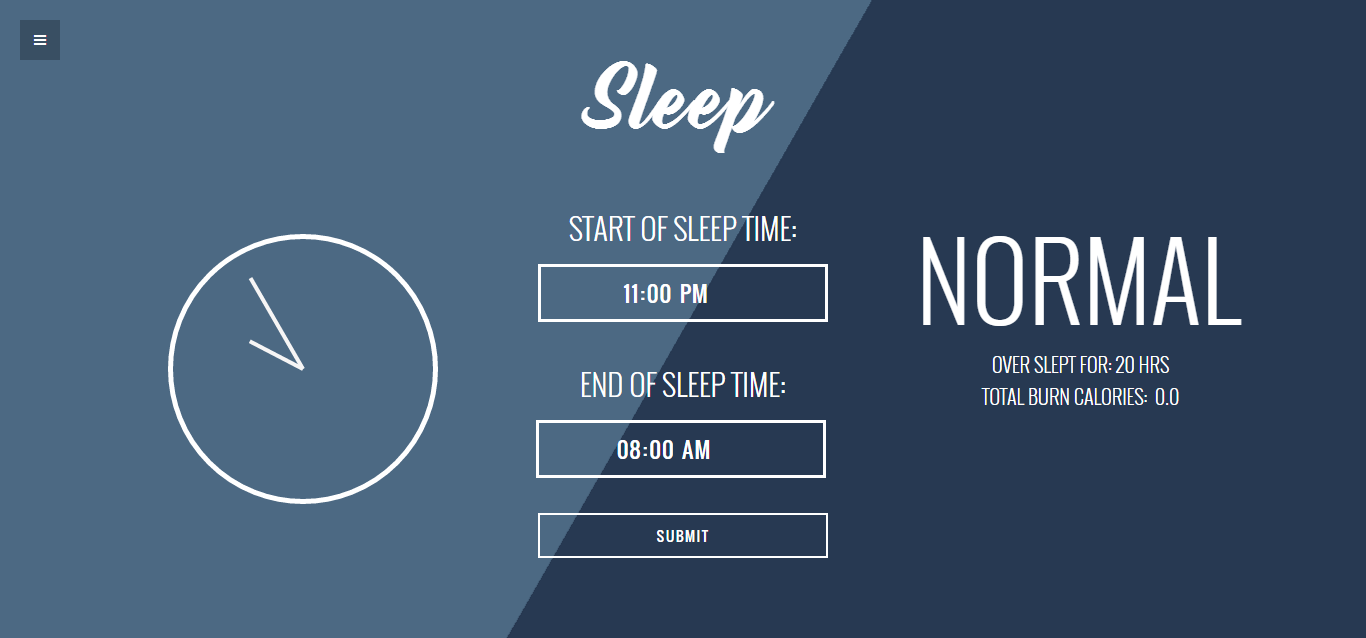 Sleep
START OF SLEEP TIME:
11:00 PM
END OF SLEEP TIME:
08:00 AM
SUBMIT
NORMAL
OVER SLEPT FOR: 20 HRS
TOTAL BURN CALORIES: 0.0